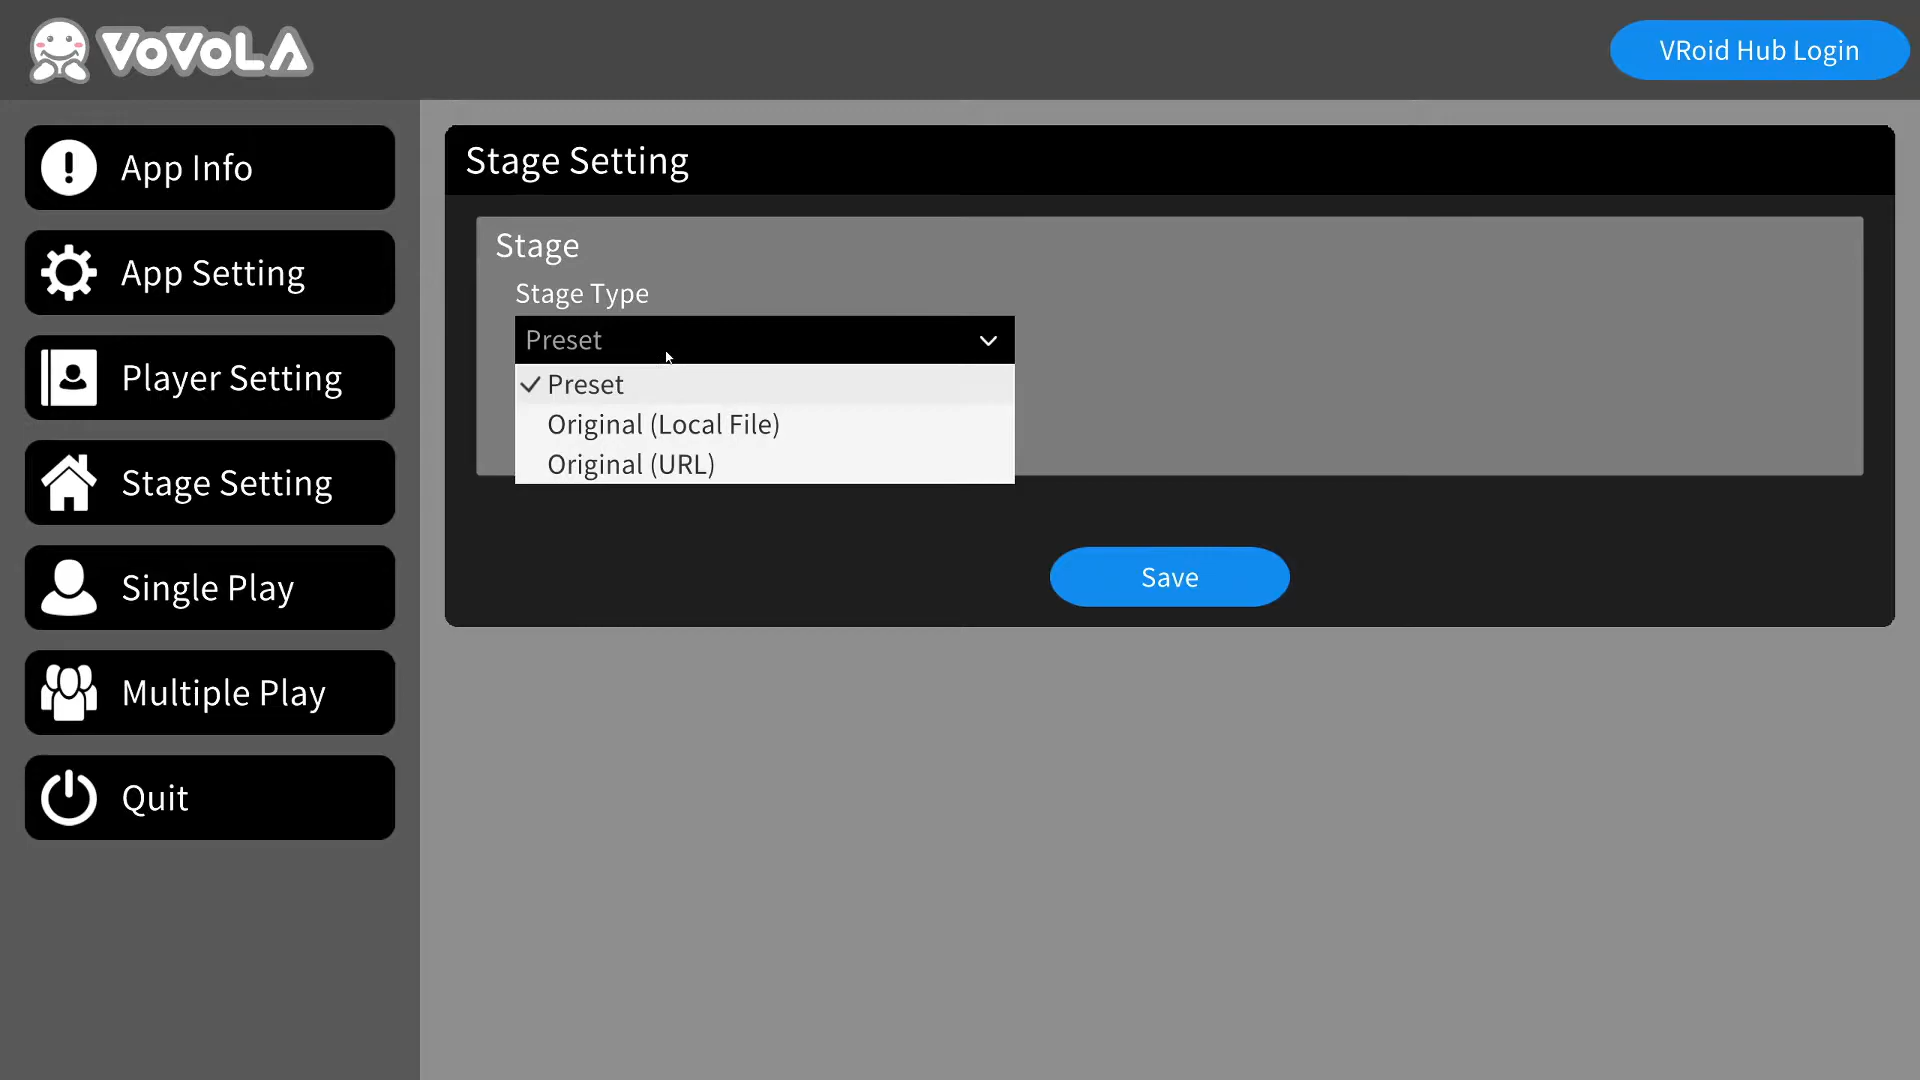 VOVOLA
VRoid Hub Login
App Info
App Setting
Player Setting
Stage Setting
Single Play
Multiple Play
Quit
Stage Setting
Stage
Stage Type
Preset
Preset
Original (Local File)
Original (URL)
Save